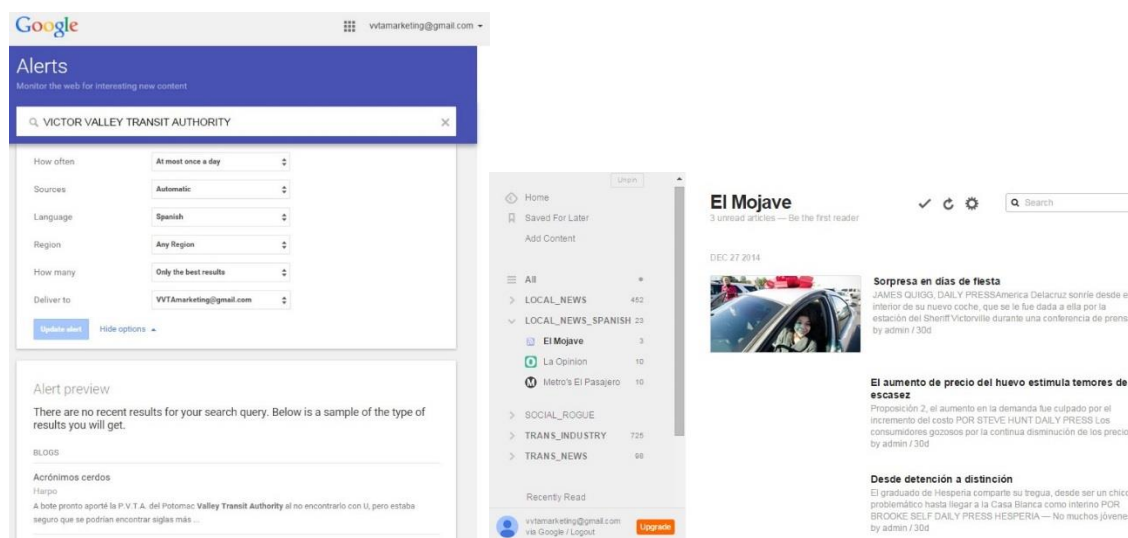 Google
vvtamarketing@gmail.com
Alerts
Monitor the web for interesting new content
VICTOR VALLEY TRANSIT AUTHORITY
How often At most once a day
Sources Automatic
Language Spanish
Region Any Region
How many Only the best results
Deliver to VVTAmarketing@gmail.com
Update alert Hide options
Alert preview
There are no recent results for your search query. Below is a sample of the type of
results you will get.
BLOGS
Acrónimos cerdos
Harpo
A bote pronto aporté la P.V.T.A. del Potomac Valley Transit Authority al no encontrarlo con U, pero estaba
seguro que se podrían encontrar siglas más ...
Unpin
Home
Saved For Later
Add Content
All
LOCAL_NEWS 452
LOCAL_NEWS_SPANISH 23
El Mojave 3
La Opinion 10
Metro's El Pasajero 10
SOCIAL_ROGUE
TRANS_INDUSTRY 725
TRANS_NEWS 98
Recently Read
vvtamarketing@gmail.com
via Google / Logout
Upgrade
El Mojave
3 unread articles — Be the first reader
Search
DEC 27 2014
Sorpresa en días de fiesta
JAMES QUIGG, DAILY PRESSAmerica Delacruz sonríe desde e
interior de su nuevo coche, que se le fue dada a ella por la
estación del Sheriff Victorville durante una conferencia de prens
by admin / 30d
El aumento de precio del huevo estimula temores de
escasez
Proposición 2, el aumento en la demanda fue culpado por el
incremento del costo POR STEVE HUNT DAILY PRESS Los
consumidores gozosos por la continua disminución de los precio
by admin / 30d
Desde detención a distinción
El graduado de Hesperia comparte su tregua, desde ser un chico
problemático hasta llegar a la Casa Blanca como interino POR
BROOKE SELF DAILY PRESS HESPERIA — No muchos jóvene
by admin / 30d